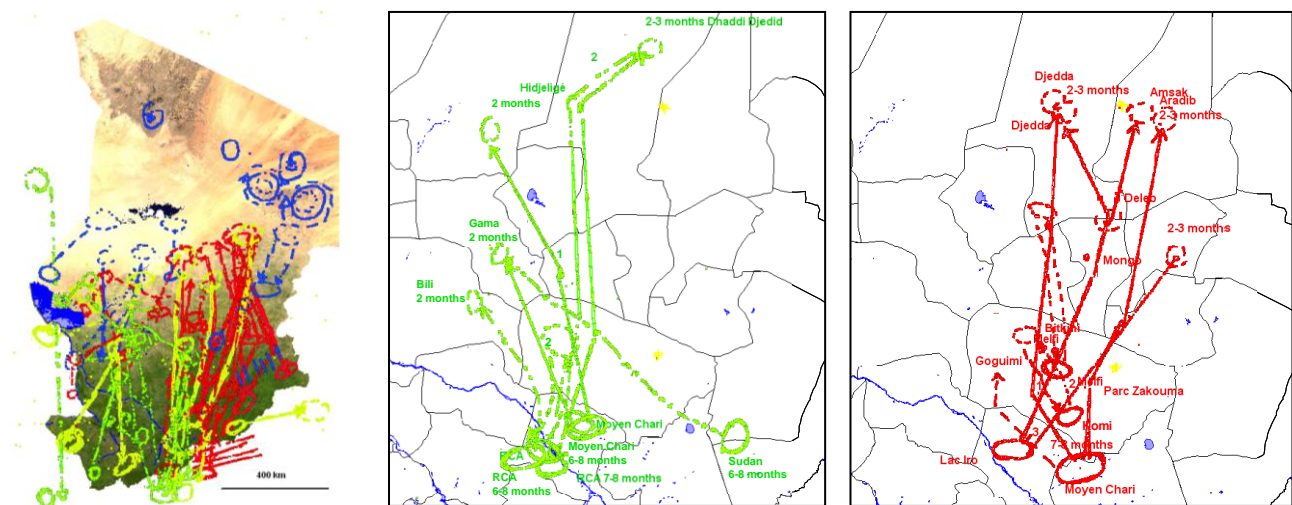 400 km
2-3 months Dhaddi Djedid
2
Hidjeligé
2 months
Gama
2 months
1
Bili
2 months
2
Moyen Chari
Moyen Chari
6-8 months
RCA
RCA
6-8 months
RCA 7-8 months
Sudan
6-8 months
Djedda
2-3 months
Djedda
Amsak
Aradib
2-3 months
Deleb
2-3 months
Mongo
Bitkini
Melfi
Goguimi
1
2
Melfi
Parc Zakouma
3
Komi
7-8 months
Lac Iro
Moyen Chari